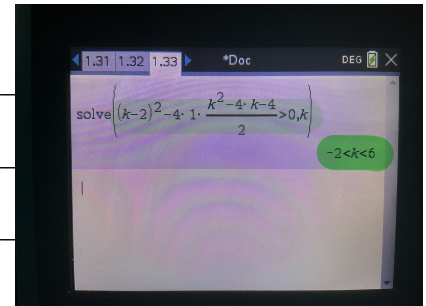 1.31 1.32 1.33 *Doc DEG
solve((k-2)²-4·1·(k²-4·k-4)/2>0,k)
-2<k<6